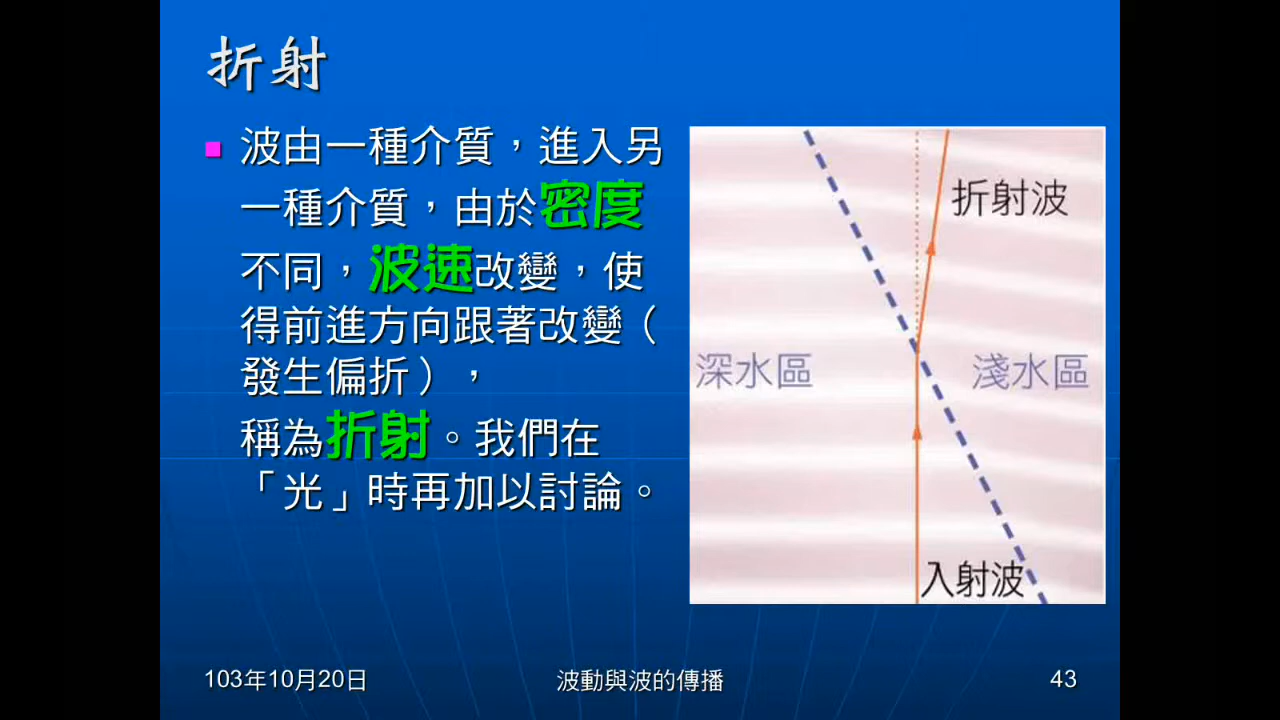 折射
波由一種介質，進入另
一種介質，由於密度
不同，波速改變，使
得前進方向跟著改變（
發生偏折），
稱為折射。我們在
「光」時再加以討論。
折射波
深水區
淺水區
入射波
103年10月20日
波動與波的傳播
43